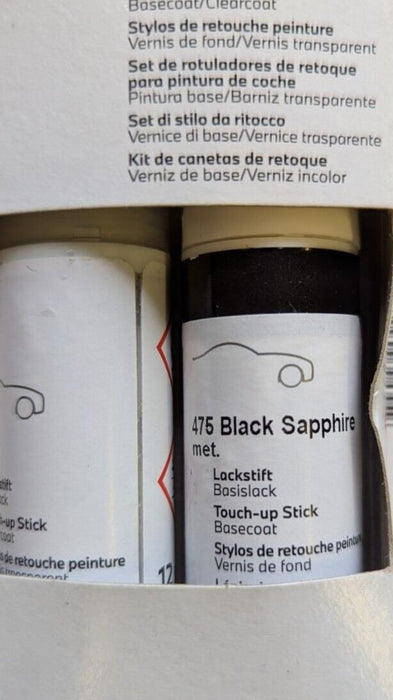 Basecoat/Clearcoat
Stylos de retouche peinture
Vernis de fond/Vernis transparent
Set de rotuladores de retoque
para pintura de coche
Pintura base/Barniz transparente
Set di stilo da ritocco
Vernice di base/Vernice trasparente
Kit de canetas de retoque
Verniz de base/Verniz incolor
475 Black Sapphire
met.
Lackstift
Basislack
Touch-up Stick
Basecoat
Stylos de retouche peinture
Vernis de fond
-up Stick
de retouche peinture
12